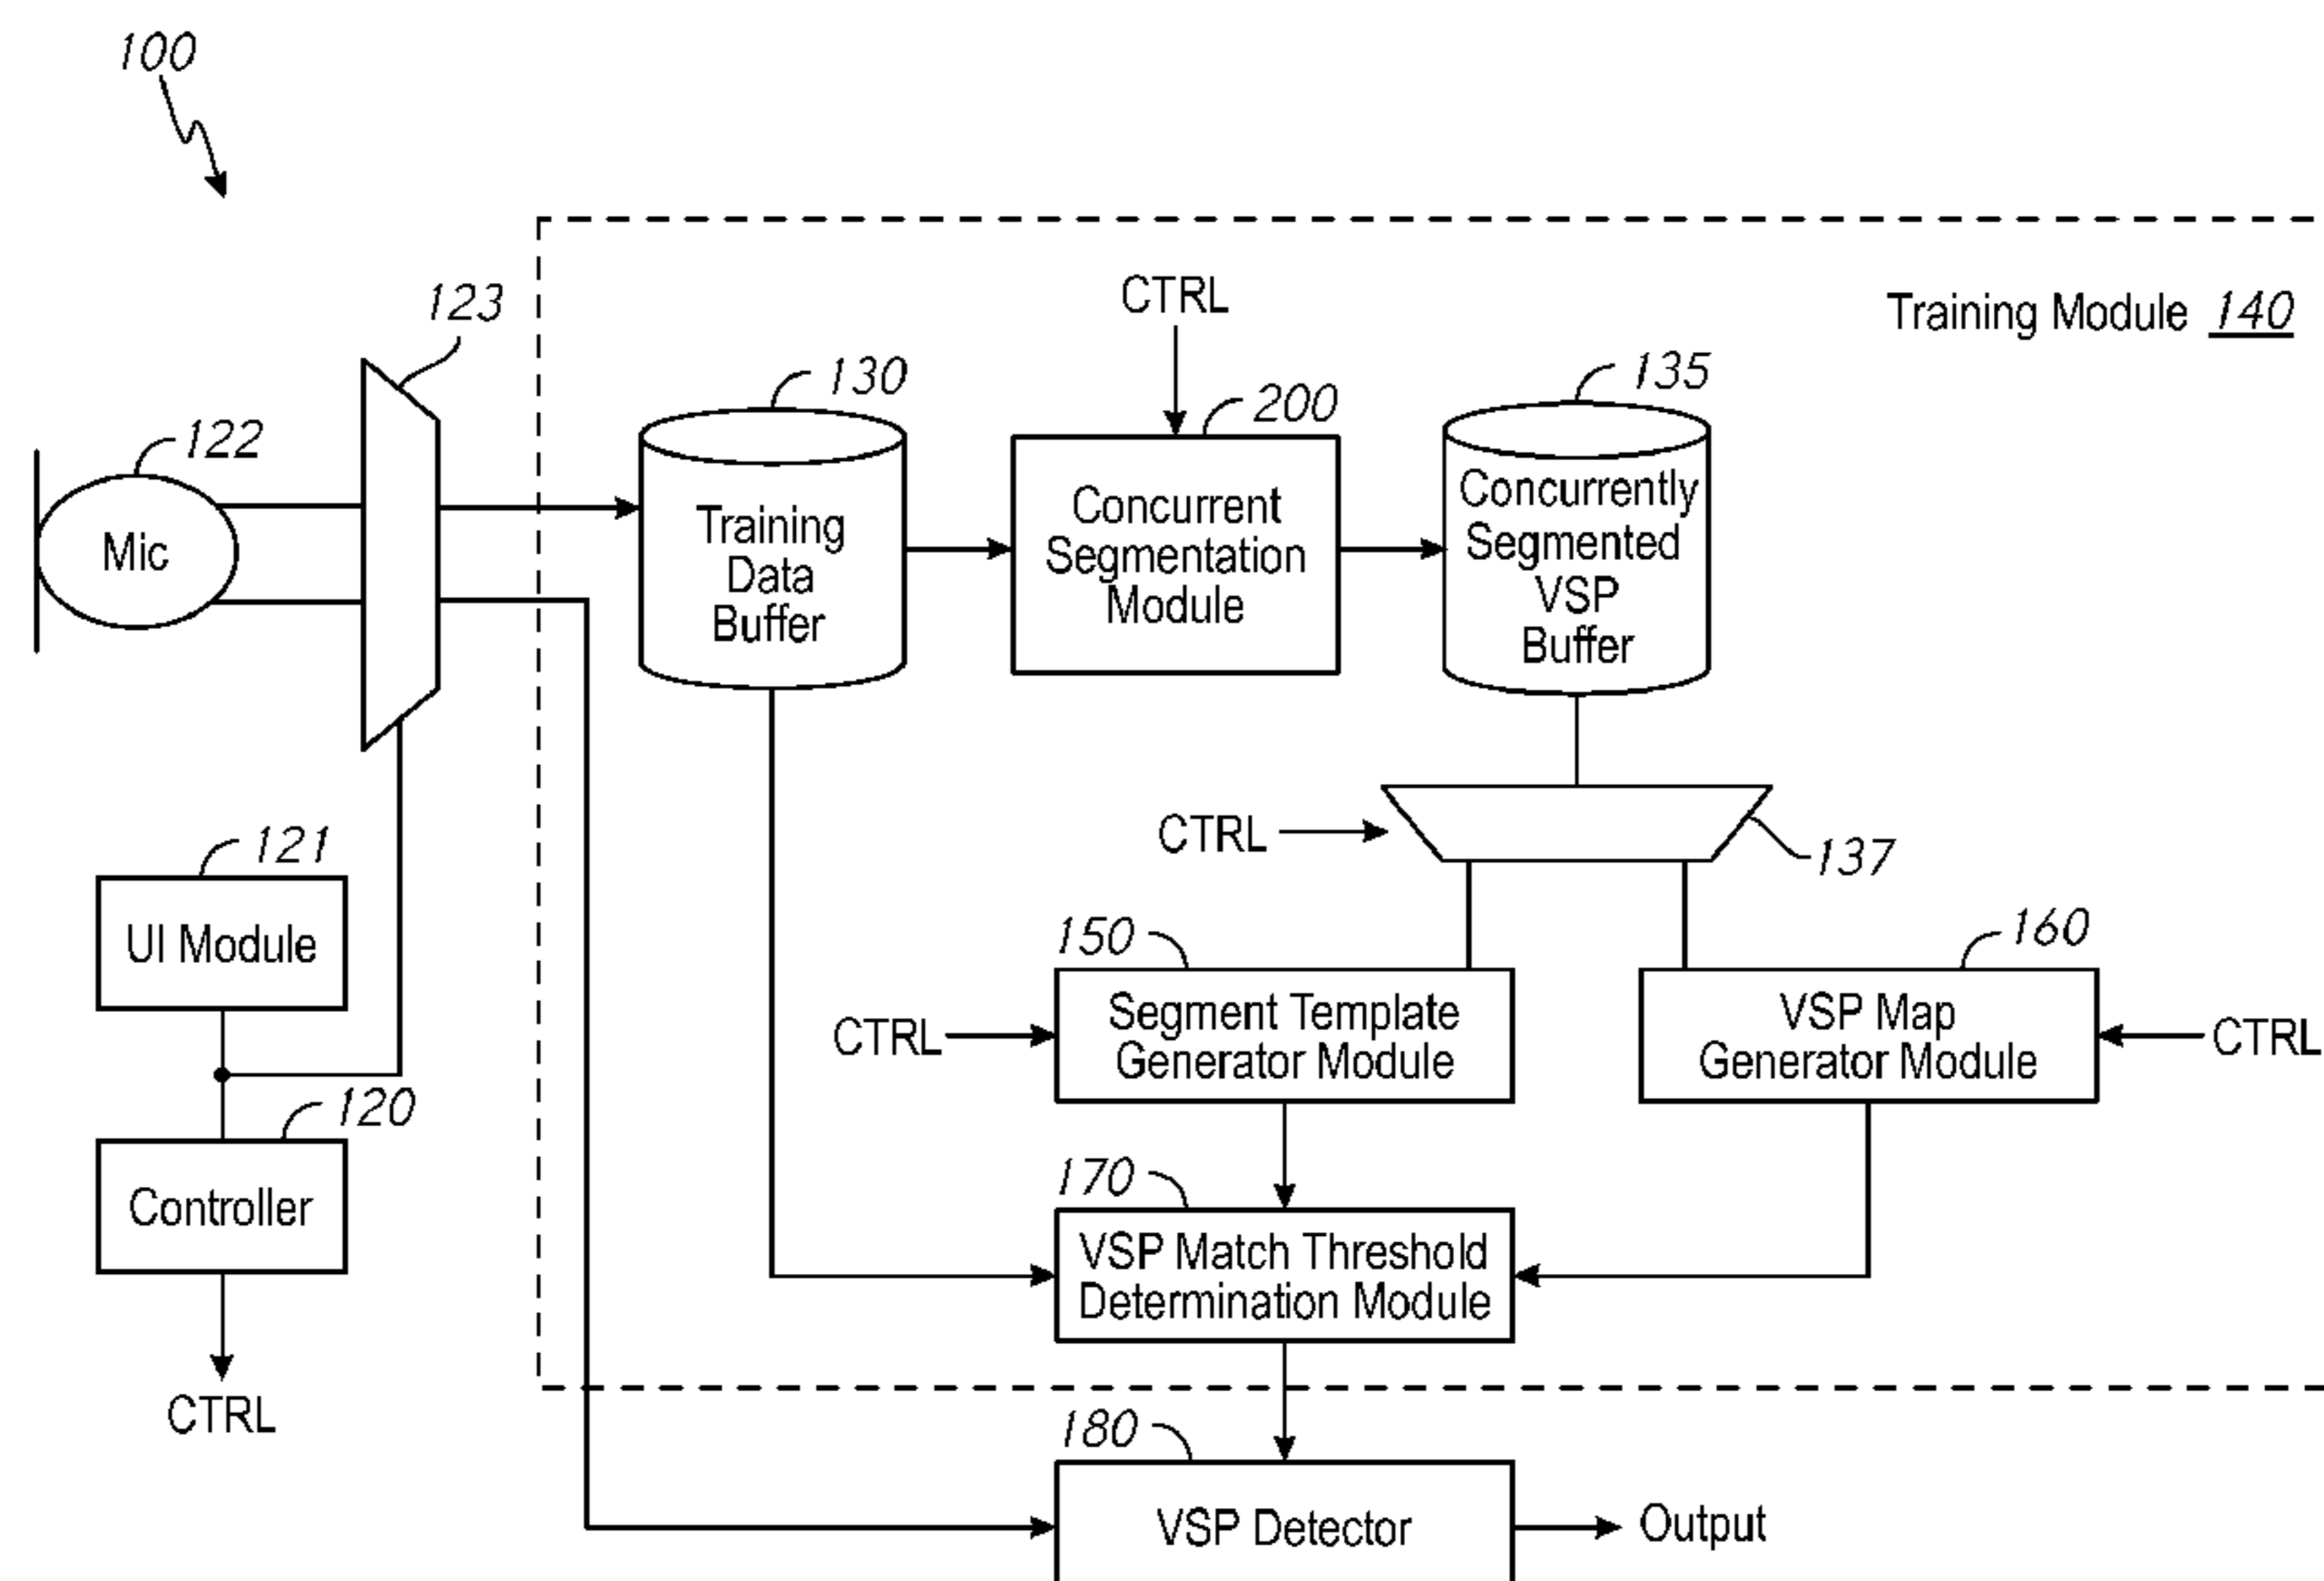 100
123
CTRL
Training Module 140
130
200
135
122
Mic
Training
Data
Buffer
Concurrent
Segmentation
Module
Concurrently
Segmented
VSP
Buffer
CTRL
137
121
UI Module
150
160
CTRL
Segment Template
Generator Module
VSP Map
Generator Module
CTRL
120
Controller
170
VSP Match Threshold
Determination Module
CTRL
180
VSP Detector
Output